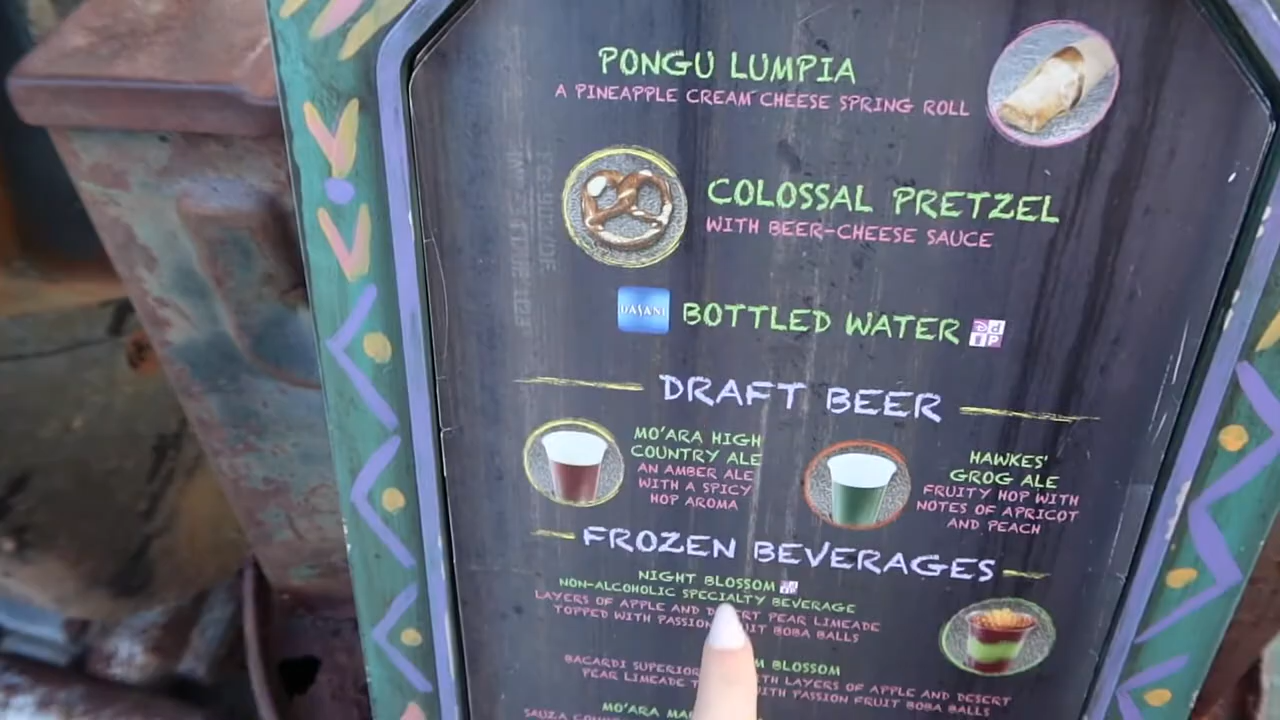 PONGU LUMPIA
A PINEAPPLE CREAM CHEESE SPRING ROLL
COLOSSAL PRETZEL
WITH BEER-CHEESE SAUCE
DASANI
BOTTLED WATER
DRAFT BEER
MO'ARA HIGH
COUNTRY ALE
AN AMBER ALE
WITH A SPICY
HOP AROMA
HAWKES'
GROG ALE
FRUITY HOP WITH
NOTES OF APRICOT
AND PEACH
FROZEN BEVERAGES
NIGHT BLOSSOM
NON-ALCOHOLIC SPECIALTY BEVERAGE
LAYERS OF APPLE AND DESERT PEAR LIMEADE
TOPPED WITH PASSION FRUIT BOBA BALLS
BLOSSOM
BACARDI SUPERIOR WITH LAYERS OF APPLE AND DESERT
PEAR LIMEADE WITH PASSION FRUIT BOBA BALLS
MO'ARA
SAUZA